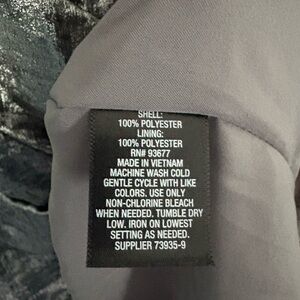 SHELL:
100% POLYESTER
LINING:
100% POLYESTER
RN# 93677
MADE IN VIETNAM
MACHINE WASH COLD
GENTLE CYCLE WITH LIKE
COLORS. USE ONLY
NON-CHLORINE BLEACH
WHEN NEEDED. TUMBLE DRY
LOW. IRON ON LOWEST
SETTING AS NEEDED.
SUPPLIER 73935-9